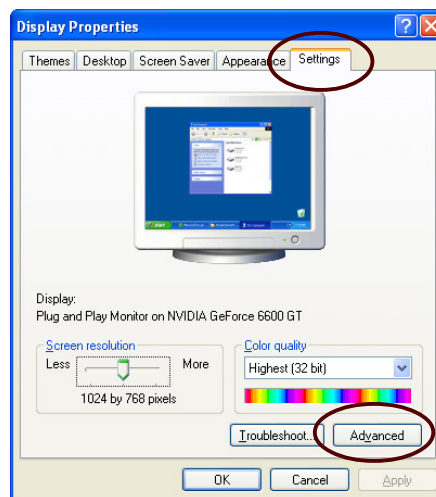 Display Properties
Themes Desktop Screen Saver Appearance Settings
start
Display:
Plug and Play Monitor on NVIDIA GeForce 6600 GT
Screen resolution
Less More
1024 by 768 pixels
Color quality
Highest (32 bit)
Troubleshoot... Advanced
OK Cancel Apply